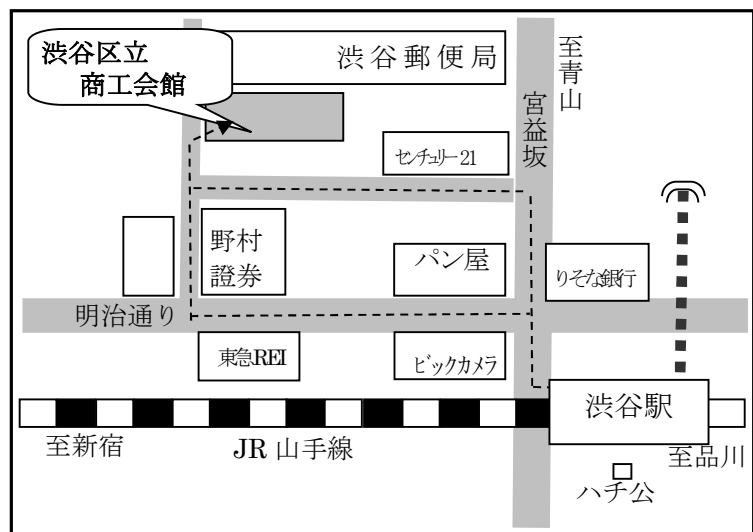 渋谷区立
商工会館
渋谷郵便局
至青山
宮益坂
センチュリー21
野村
證券
パン屋
りそな銀行
明治通り
東急REI
ビックカメラ
渋谷駅
至新宿
JR 山手線
至品川
ハチ公